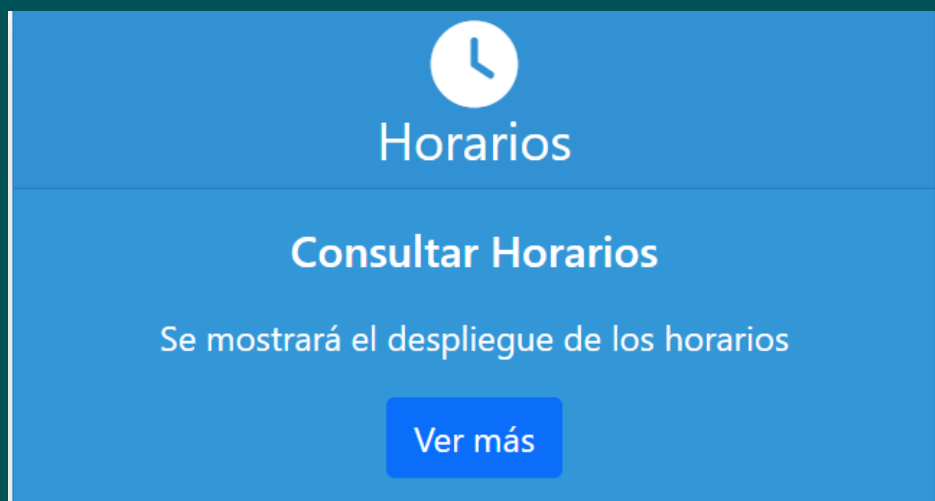 Horarios
Consultar Horarios
Se mostrará el despliegue de los horarios
Ver más